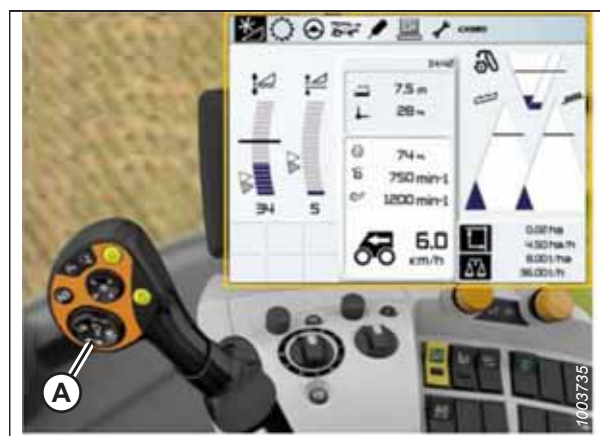 7.5 m
28 %
74 %
750 min-1
1200 min-1
34
5
6.0
km/h
0.02 ha
4.50 ha/h
8.00 l/ha
36.00 l/h
A
1003735